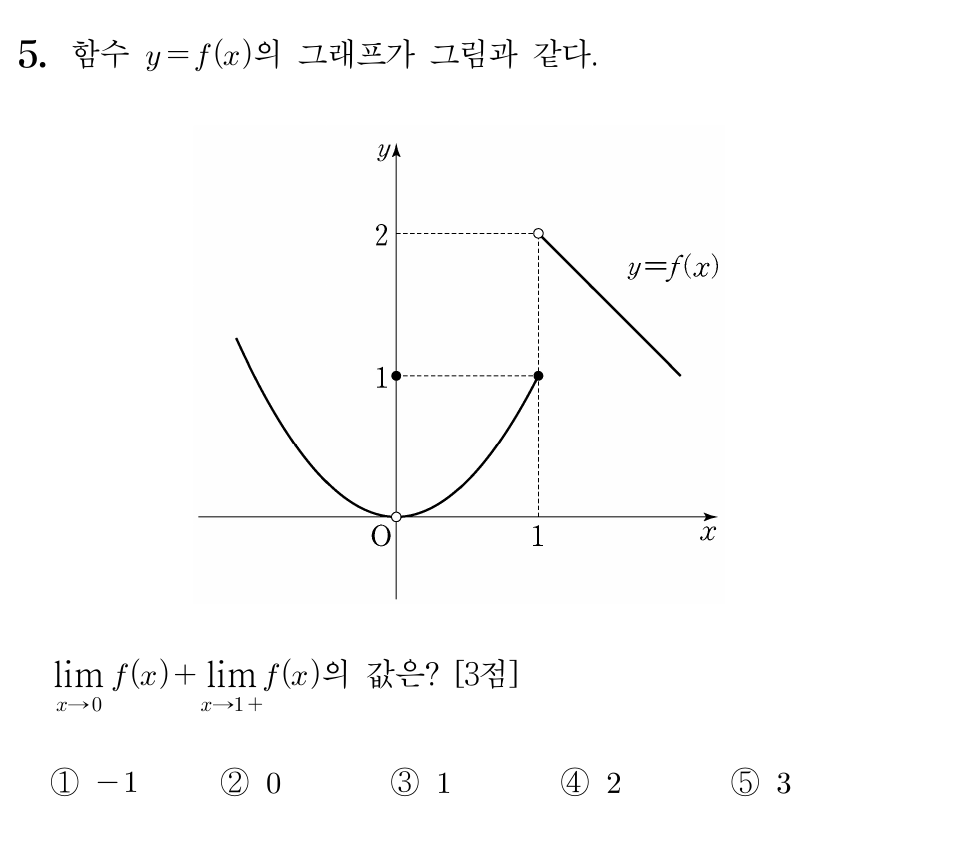 5. 함수 y=f(x)의 그래프가 그림과 같다.
y
2
y=f(x)
1
O
1
x
lim f(x)+ lim f(x)의 값은? [3점]
x→0 x→1+
① -1 ② 0 ③ 1 ④ 2 ⑤ 3